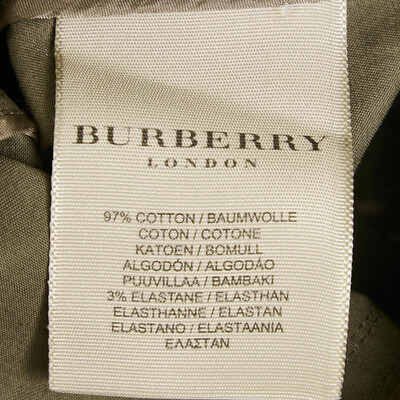 BURBERRY
LONDON
97% COTTON / BAUMWOLLE
COTON / COTONE
KATOEN / BOMULL
ALGODÓN / ALGODÃO
PUUVILLAA / BAMBAKI
3% ELASTANE / ELASTHAN
ELASTHANNE / ELASTAN
ELASTANO / ELASTAANIA
ΕΛΑΣΤΑΝ